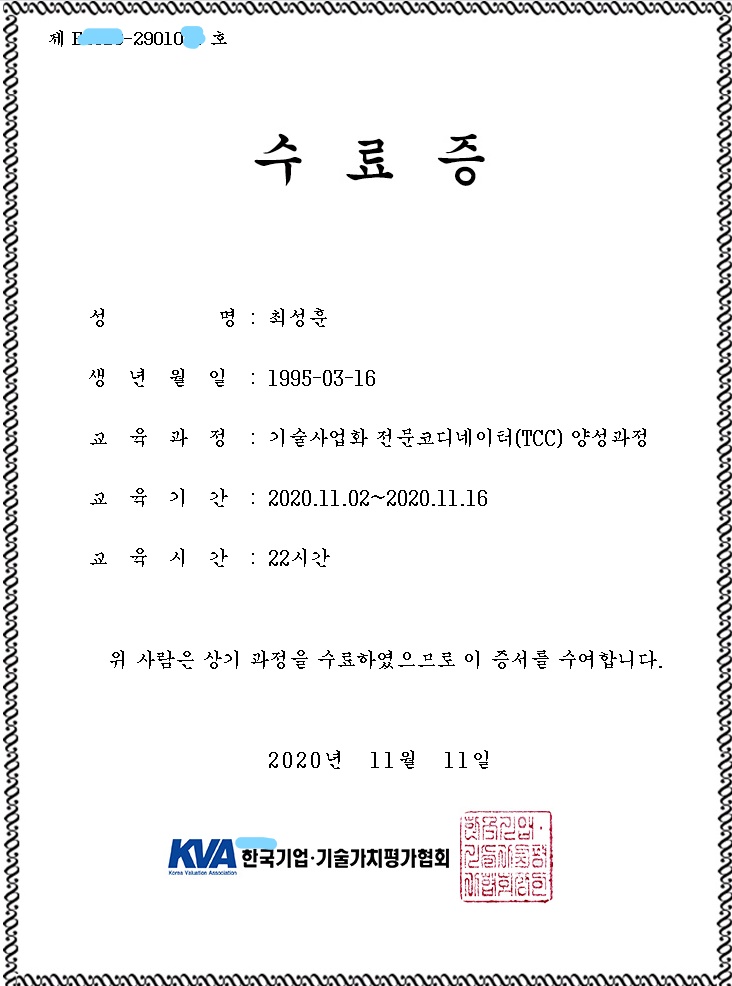 제 -29010 호
수 료 증
성 명 : 최성훈
생 년 월 일 : 1995-03-16
교 육 과 정 : 기술사업화 전문코디네이터(TCC) 양성과정
교 육 기 간 : 2020.11.02~2020.11.16
교 육 시 간 : 22시간
위 사람은 상기 과정을 수료하였으므로 이 증서를 수여합니다.
2020년 11월 11일
KVA 한국기업·기술가치평가협회
Korea Valuation Association